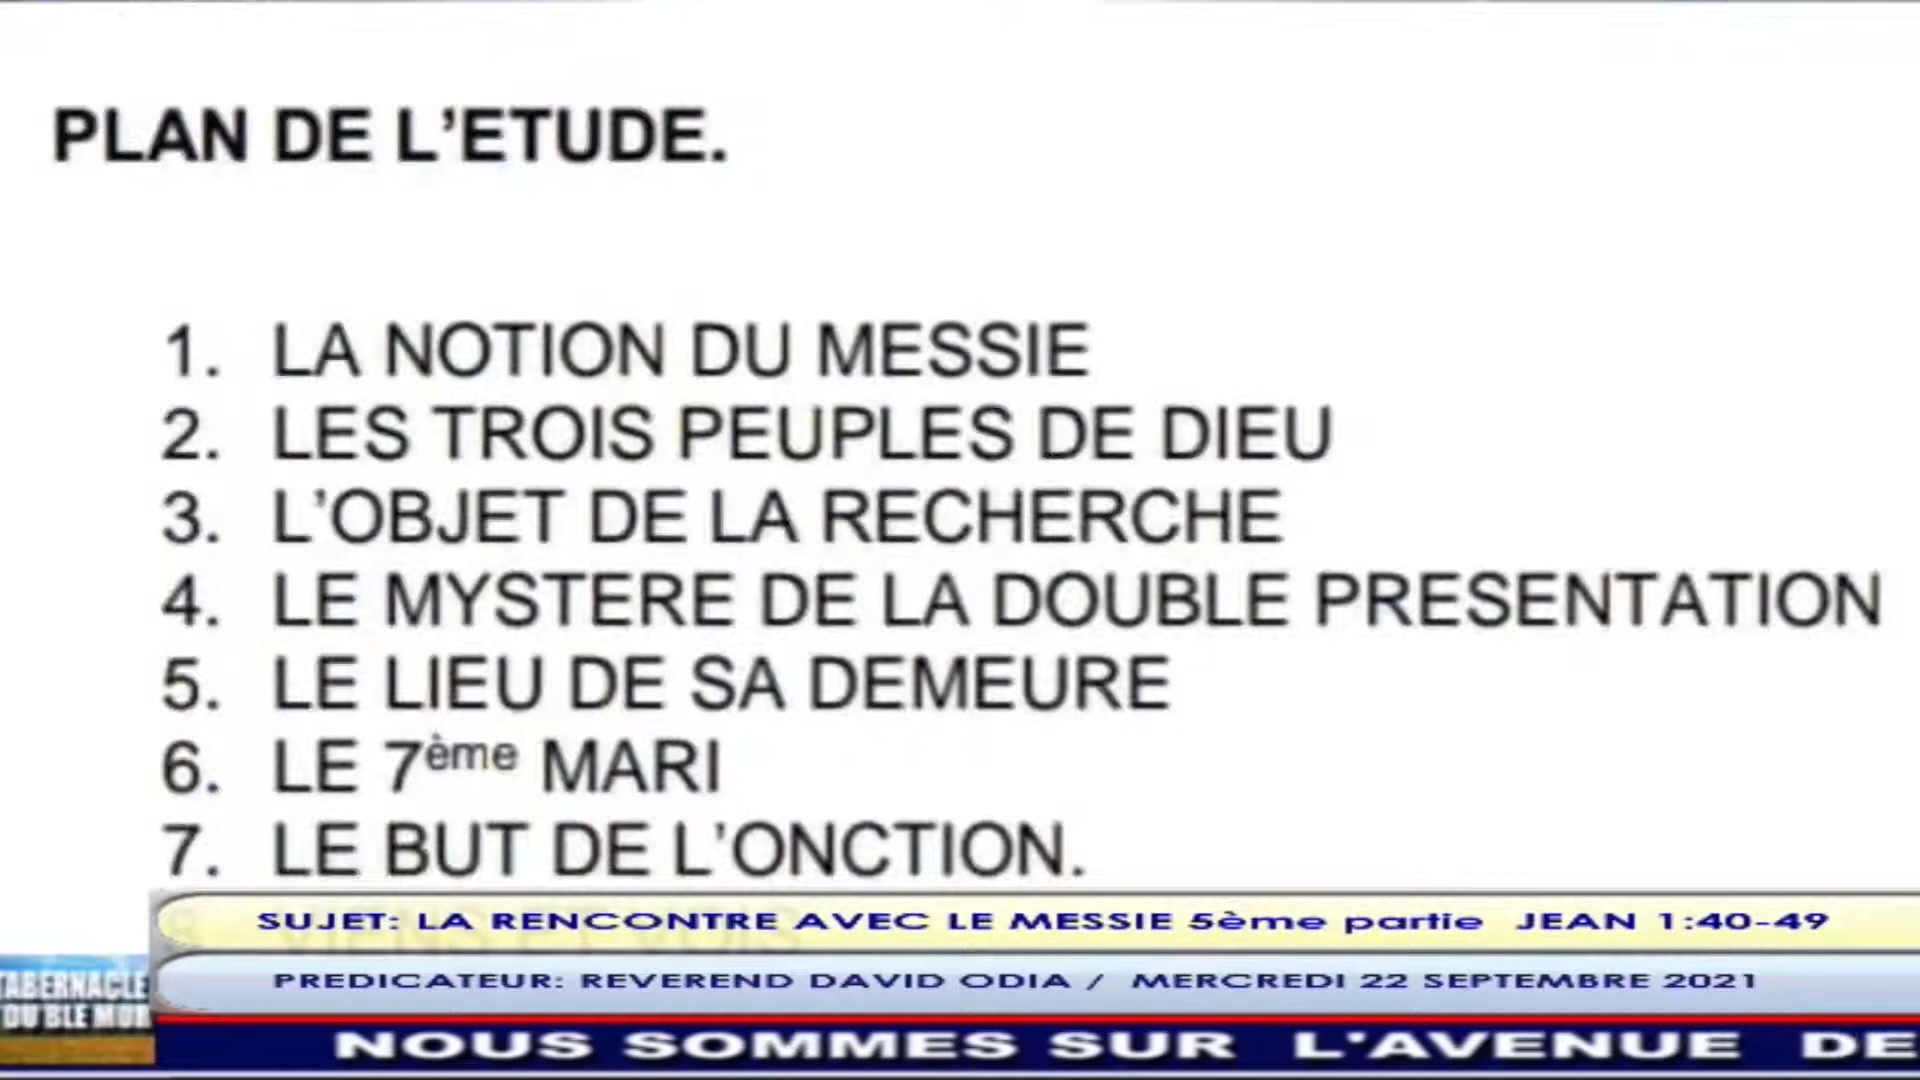 PLAN DE L'ETUDE.
1. LA NOTION DU MESSIE
2. LES TROIS PEUPLES DE DIEU
3. L'OBJET DE LA RECHERCHE
4. LE MYSTERE DE LA DOUBLE PRESENTATION
5. LE LIEU DE SA DEMEURE
6. LE 7ème MARI
7. LE BUT DE L'ONCTION.
SUJET: LA RENCONTRE AVEC LE MESSIE 5ème partie JEAN 1:40-49
PREDICATEUR: REVEREND DAVID ODIA / MERCREDI 22 SEPTEMBRE 2021
TABERNACLE
DU BLE MUR
NOUS SOMMES SUR L'AVENUE DE